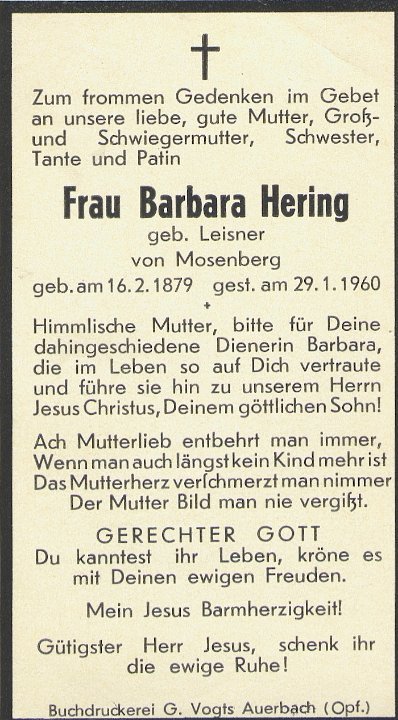 Zum frommen Gedenken im Gebet
an unsere liebe, gute Mutter, Groß-
und Schwiegermutter, Schwester,
Tante und Patin
Frau Barbara Hering
geb. Leisner
von Mosenberg
geb. am 16. 2. 1879 gest. am 29. 1. 1960
Himmlische Mutter, bitte für Deine
dahingeschiedene Dienerin Barbara,
die im Leben so auf Dich vertraute
und führe sie hin zu unserem Herrn
Jesus Christus, Deinem göttlichen Sohn!
Ach Mutterlieb entbehrt man immer,
Wenn man auch längst kein Kind mehr ist
Das Mutterherz verſchmerzt man nimmer
Der Mutter Bild man nie vergißt.
GERECHTER GOTT
Du kanntest ihr Leben, kröne es
mit Deinen ewigen Freuden.
Mein Jesus Barmherzigkeit!
Gütigster Herr Jesus, schenk ihr
die ewige Ruhe!
Buchdruckerei G. Vogts Auerbach (Opf.)